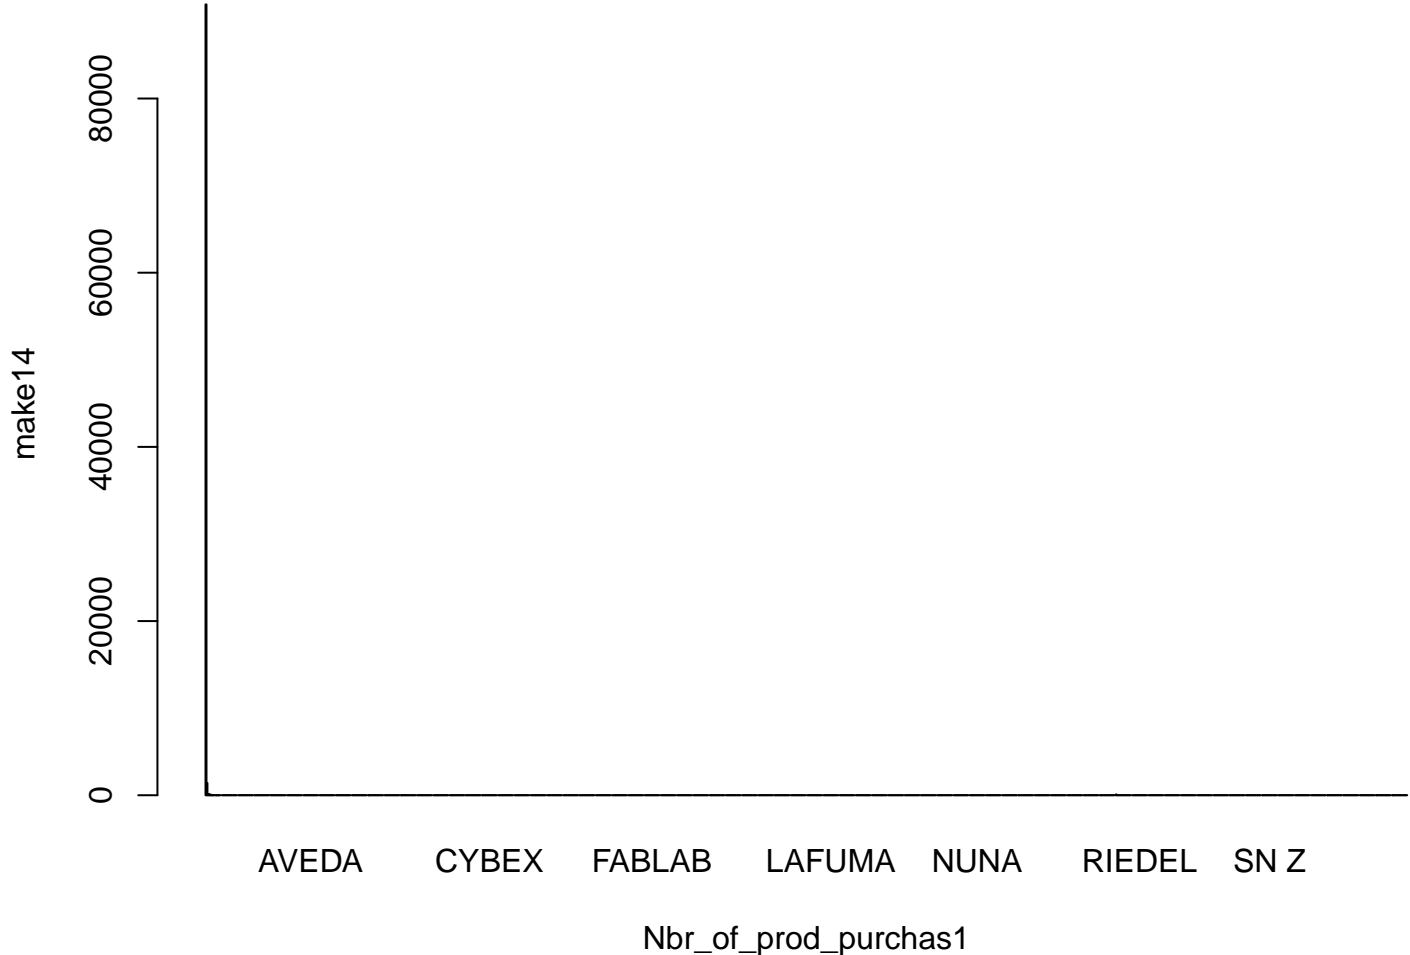 80000
60000
make14
40000
20000
0
AVEDA CYBEX FABLAB LAFUMA NUNA RIEDEL SN Z
Nbr_of_prod_purchas1